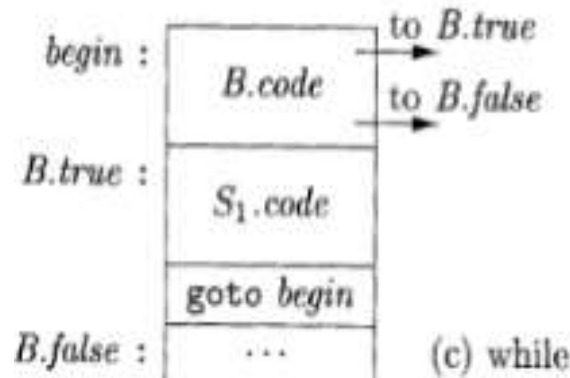 to B.true
begin :
B.code
to B.false
B.true :
S₁.code
goto begin
B.false : ... (c) while